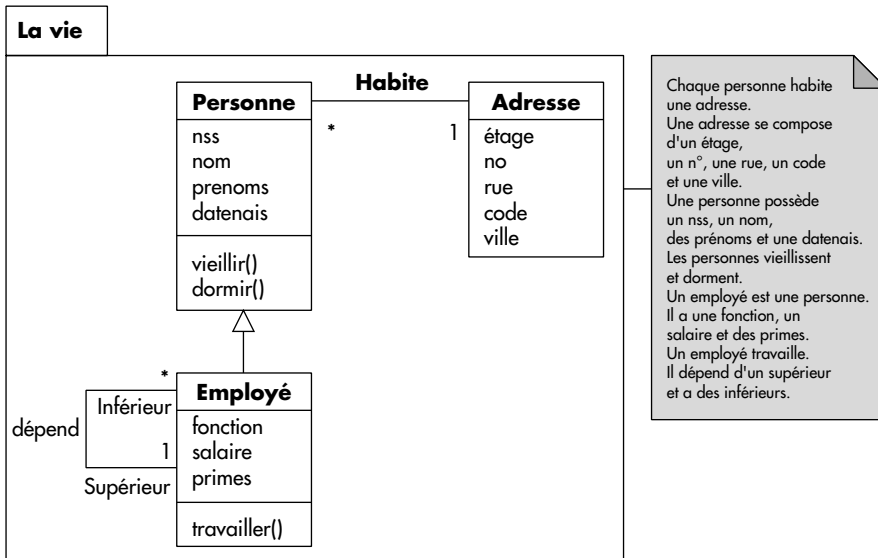 La vie
Personne
nss
nom
prenoms
datenais
vieillir()
dormir()
Habite
*
1
Adresse
étage
no
rue
code
ville
dépend
*
Inférieur
1
Supérieur
Employé
fonction
salaire
primes
travailler()
Chaque personne habite
une adresse.
Une adresse se compose
d'un étage,
un n°, une rue, un code
et une ville.
Une personne possède
un nss, un nom,
des prénoms et une datenais.
Les personnes vieillissent
et dorment.
Un employé est une personne.
Il a une fonction, un
salaire et des primes.
Un employé travaille.
Il dépend d'un supérieur
et a des inférieurs.